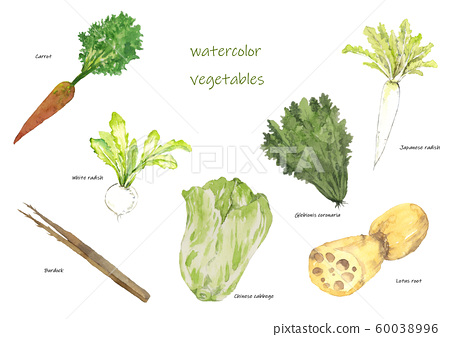 watercolor
vegetables
Carrot
Japanese radish
White radish
Glebionis coronaria
Burdock
Chinese cabbage
Lotus root
PIXTA
pixta.jp - 60038996